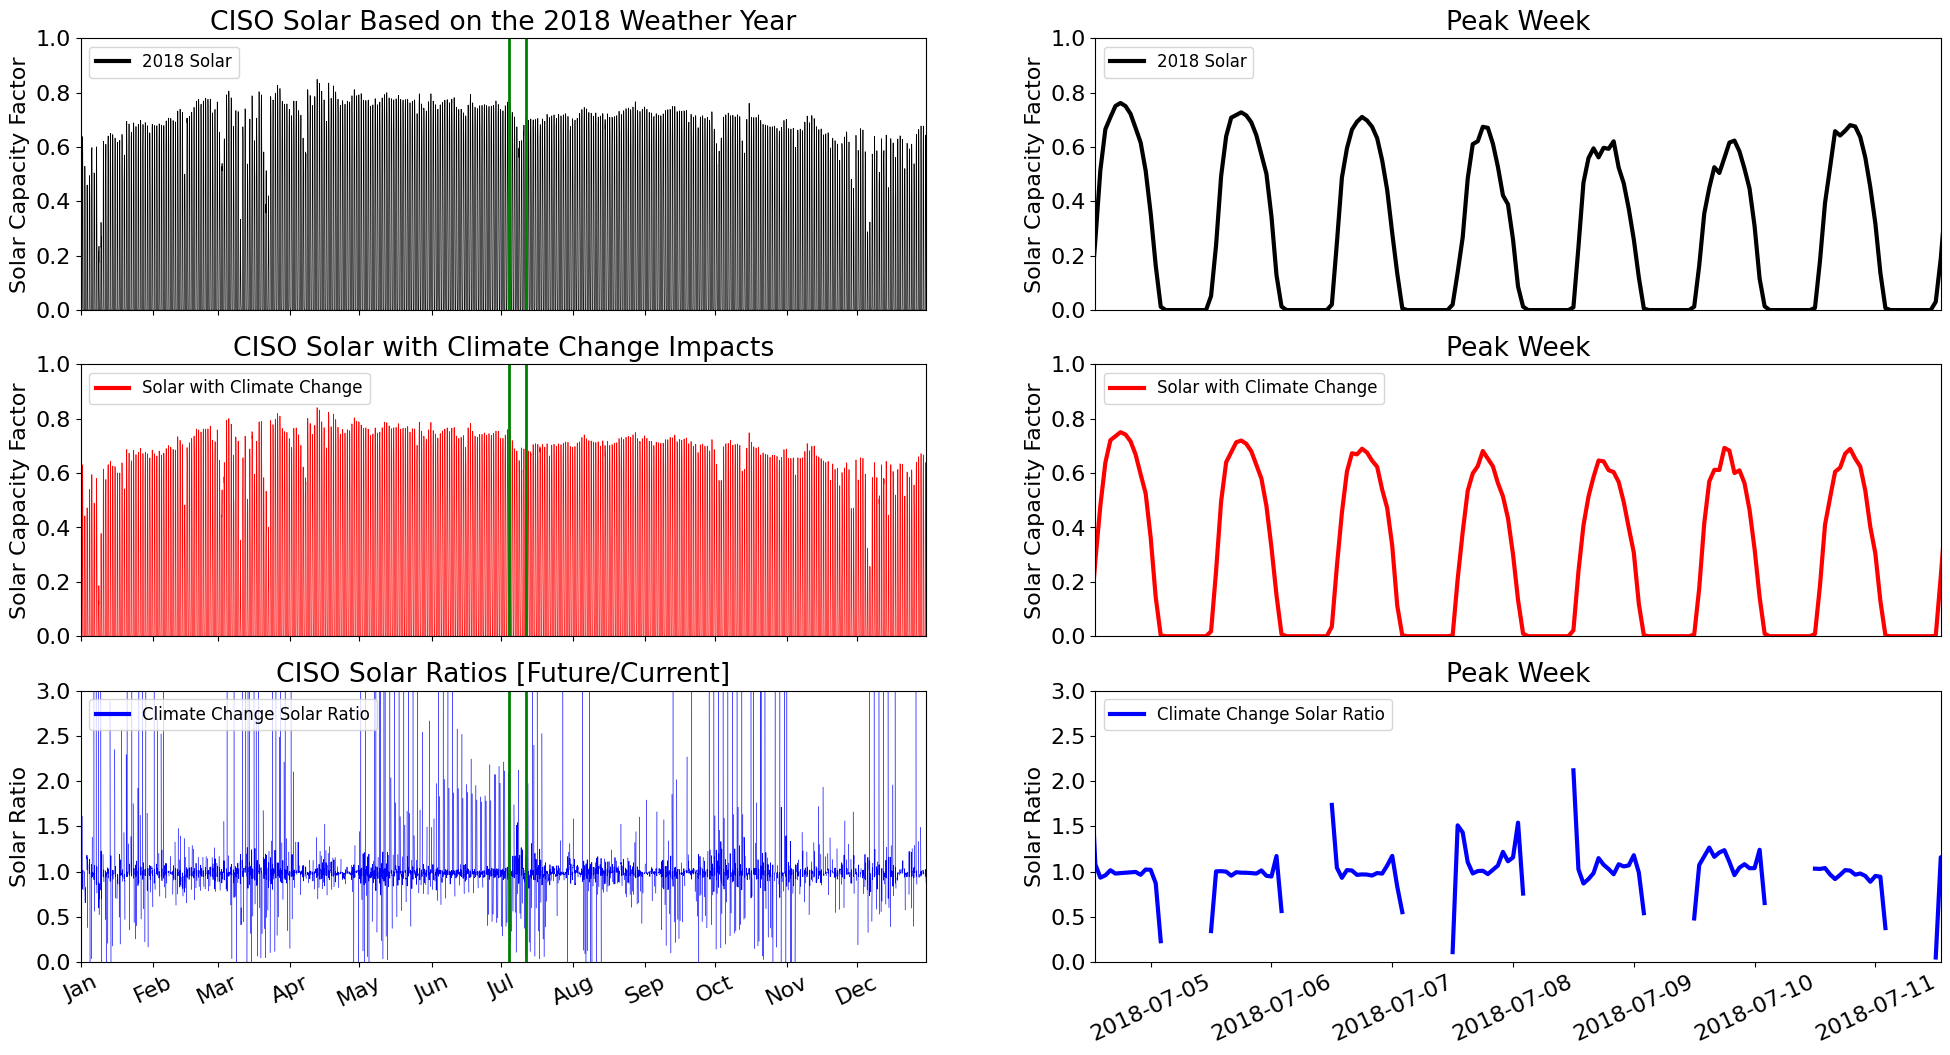 CISO Solar Based on the 2018 Weather Year
Solar Capacity Factor
1.0
0.8
0.6
0.4
0.2
0.0
2018 Solar
Peak Week
Solar Capacity Factor
1.0
0.8
0.6
0.4
0.2
0.0
2018 Solar
CISO Solar with Climate Change Impacts
Solar Capacity Factor
1.0
0.8
0.6
0.4
0.2
0.0
Solar with Climate Change
Peak Week
Solar Capacity Factor
1.0
0.8
0.6
0.4
0.2
0.0
Solar with Climate Change
CISO Solar Ratios [Future/Current]
Solar Ratio
3.0
2.5
2.0
1.5
1.0
0.5
0.0
Climate Change Solar Ratio
Jan Feb Mar Apr May Jun Jul Aug Sep Oct Nov Dec
Peak Week
Solar Ratio
3.0
2.5
2.0
1.5
1.0
0.5
0.0
Climate Change Solar Ratio
2018-07-05 2018-07-06 2018-07-07 2018-07-08 2018-07-09 2018-07-10 2018-07-11